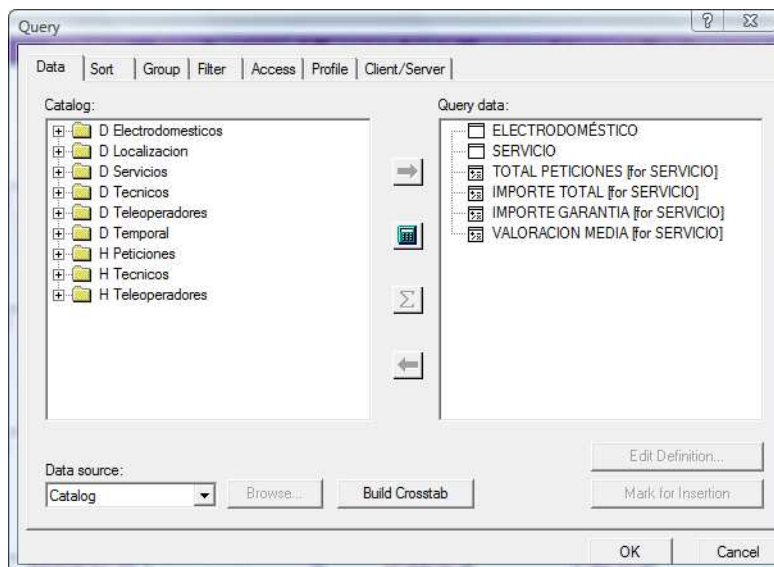 Query
Data Sort Group Filter Access Profile Client/Server
Catalog:
D Electrodomesticos
D Localizacion
D Servicios
D Tecnicos
D Teleoperadores
D Temporal
H Peticiones
H Tecnicos
H Teleoperadores
Query data:
ELECTRODOMÉSTICO
SERVICIO
TOTAL PETICIONES [for SERVICIO]
IMPORTE TOTAL [for SERVICIO]
IMPORTE GARANTIA [for SERVICIO]
VALORACION MEDIA [for SERVICIO]
Σ
Data source:
Catalog
Browse...
Build Crosstab
Edit Definition...
Mark for Insertion
OK
Cancel